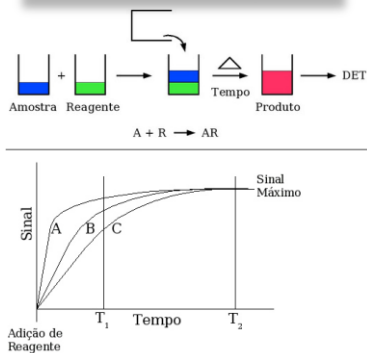 +
DET
Tempo
Amostra Reagente Produto
A + R → AR
Sinal
Máximo
Sinal
A B C
T₁ Tempo T₂
Adição de
Reagente